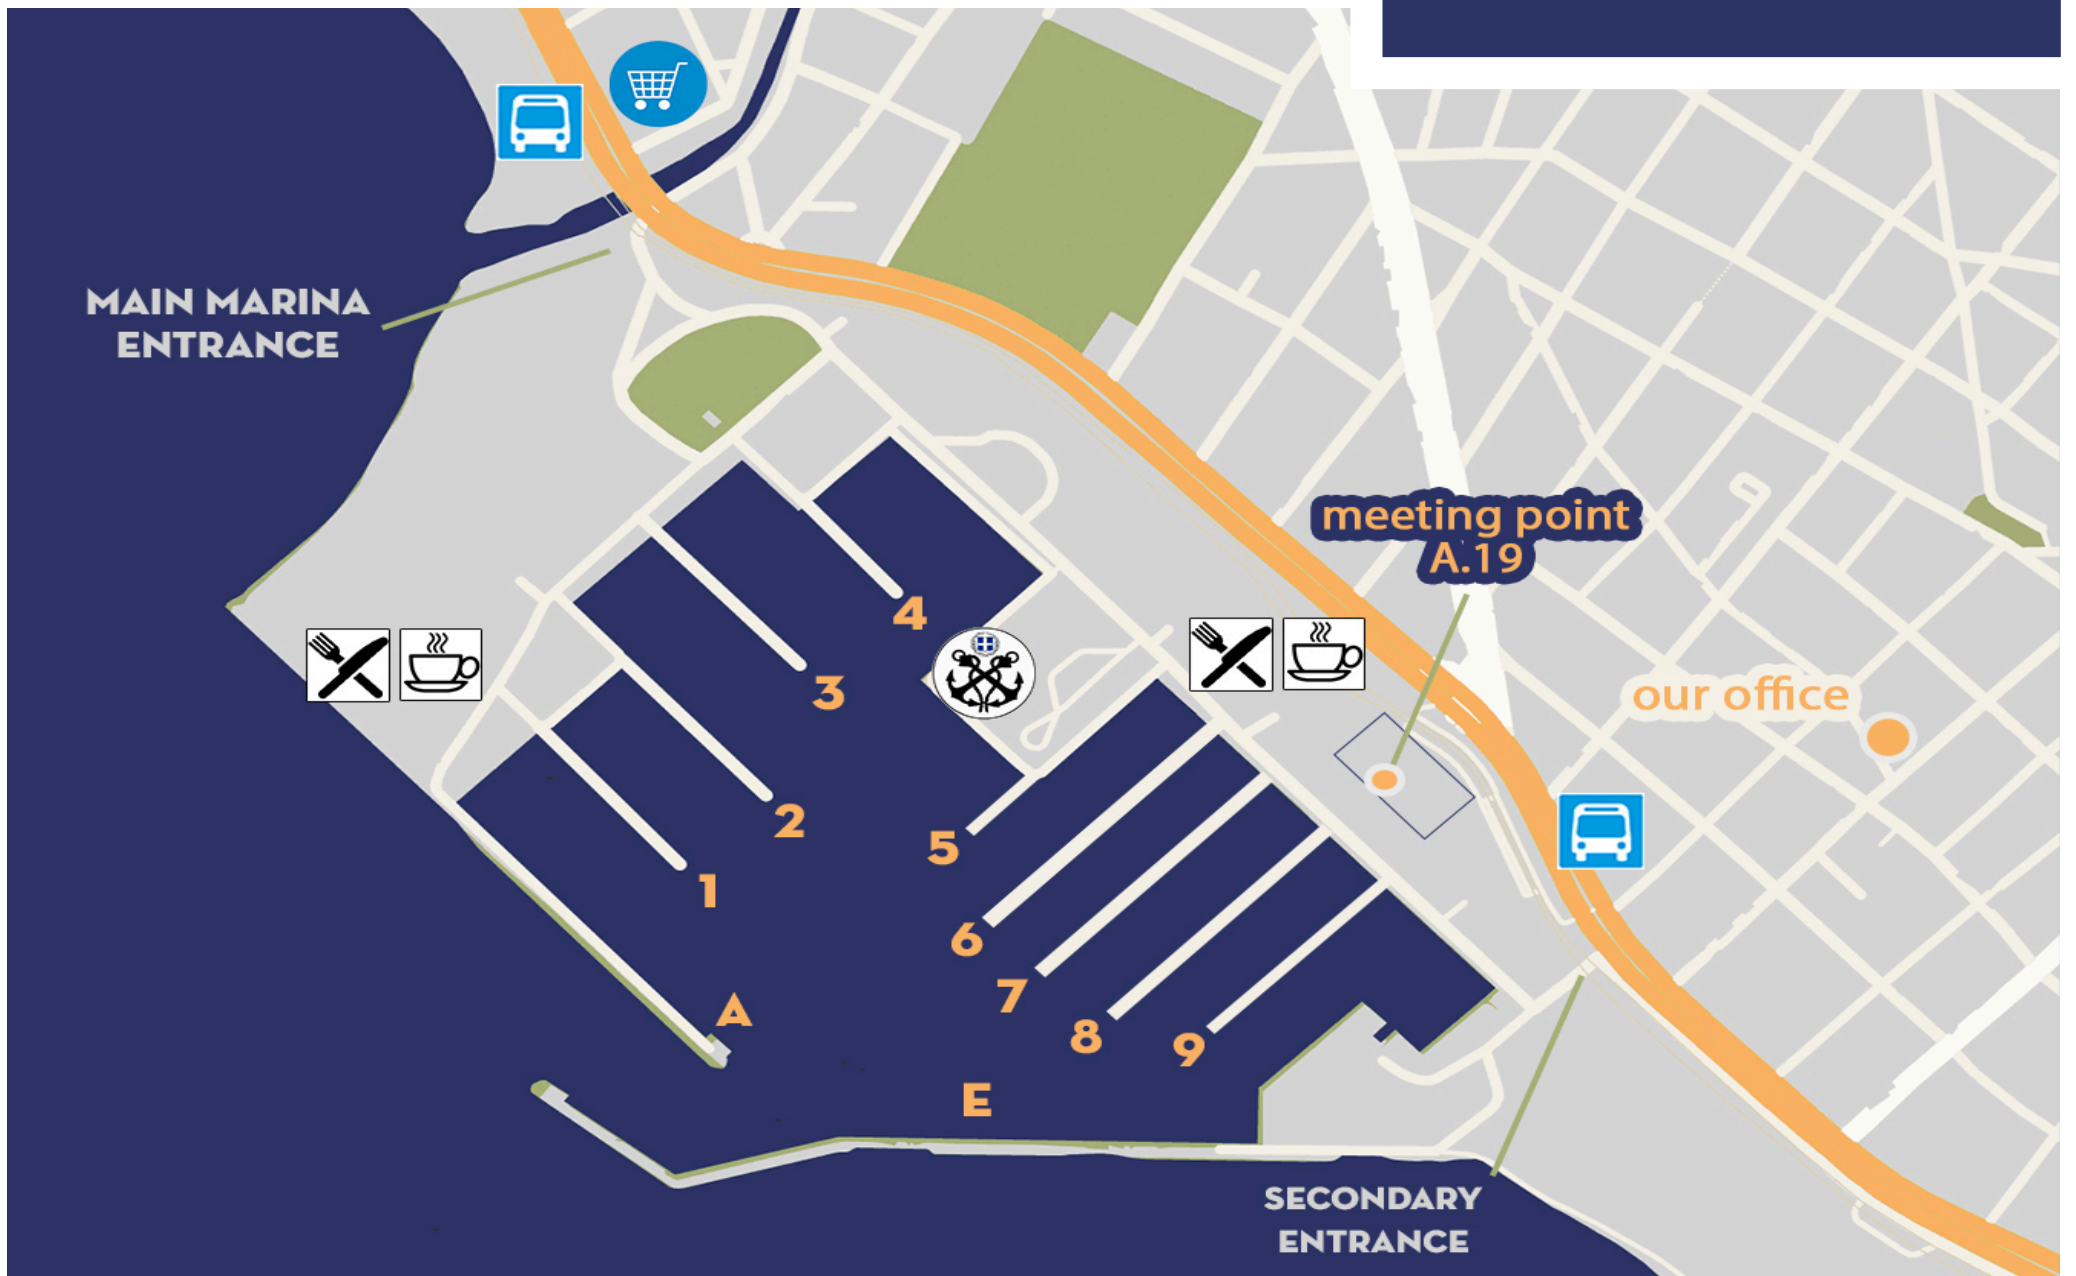 MAIN MARINA
ENTRANCE
meeting point
A.19
4
3
our office
2
5
1
6
7
A
8
9
E
SECONDARY
ENTRANCE